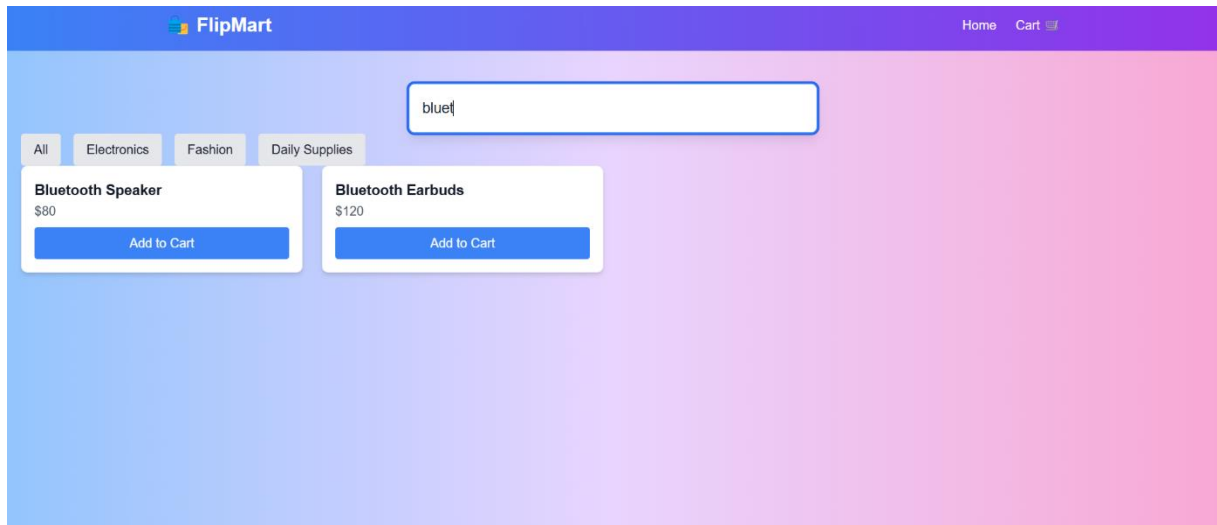 FlipMart
Home Cart
bluet
All Electronics Fashion Daily Supplies
Bluetooth Speaker
$80
Add to Cart
Bluetooth Earbuds
$120
Add to Cart